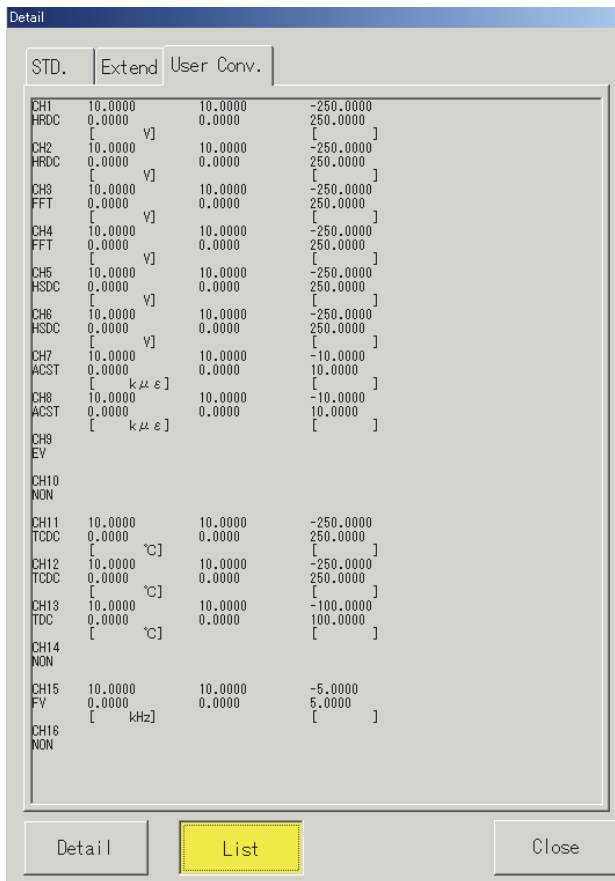 Detail
STD. Extend User Conv.
CH1 10.0000 10.0000 -250.0000
HRDC 0.0000 0.0000 250.0000
[ V] [ ]
CH2 10.0000 10.0000 -250.0000
HRDC 0.0000 0.0000 250.0000
[ V] [ ]
CH3 10.0000 10.0000 -250.0000
FFT 0.0000 0.0000 250.0000
[ V] [ ]
CH4 10.0000 10.0000 -250.0000
FFT 0.0000 0.0000 250.0000
[ V] [ ]
CH5 10.0000 10.0000 -250.0000
HSDC 0.0000 0.0000 250.0000
[ V] [ ]
CH6 10.0000 10.0000 -250.0000
HSDC 0.0000 0.0000 250.0000
[ V] [ ]
CH7 10.0000 10.0000 -10.0000
ACST 0.0000 0.0000 10.0000
[ kμε] [ ]
CH8 10.0000 10.0000 -10.0000
ACST 0.0000 0.0000 10.0000
[ kμε] [ ]
CH9
EV
CH10
NON
CH11 10.0000 10.0000 -250.0000
TCDC 0.0000 0.0000 250.0000
[ ℃] [ ]
CH12 10.0000 10.0000 -250.0000
TCDC 0.0000 0.0000 250.0000
[ ℃] [ ]
CH13 10.0000 10.0000 -100.0000
TDC 0.0000 0.0000 100.0000
[ ℃] [ ]
CH14
NON
CH15 10.0000 10.0000 -5.0000
FV 0.0000 0.0000 5.0000
[ kHz] [ ]
CH16
NON
Detail List Close